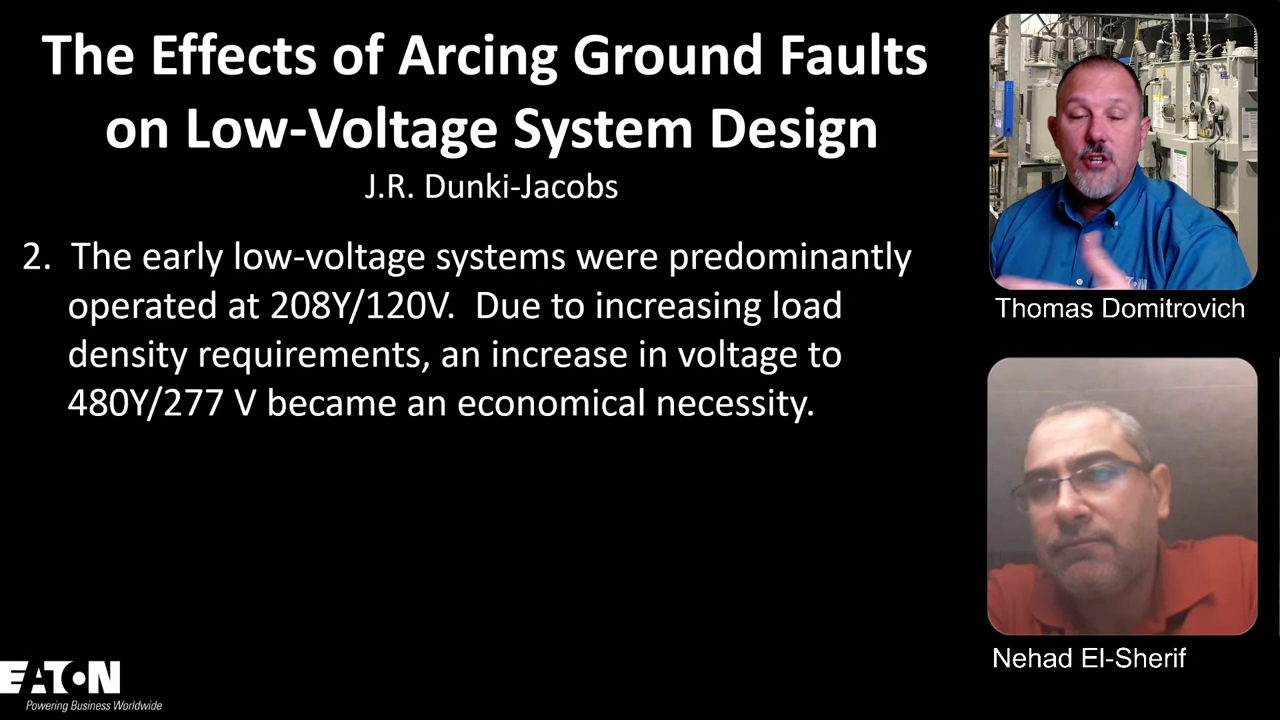 The Effects of Arcing Ground Faults
on Low-Voltage System Design
J.R. Dunki-Jacobs
2. The early low-voltage systems were predominantly
operated at 208Y/120V. Due to increasing load
density requirements, an increase in voltage to
480Y/277 V became an economical necessity.
Thomas Domitrovich
Nehad El-Sherif
EATON
Powering Business Worldwide